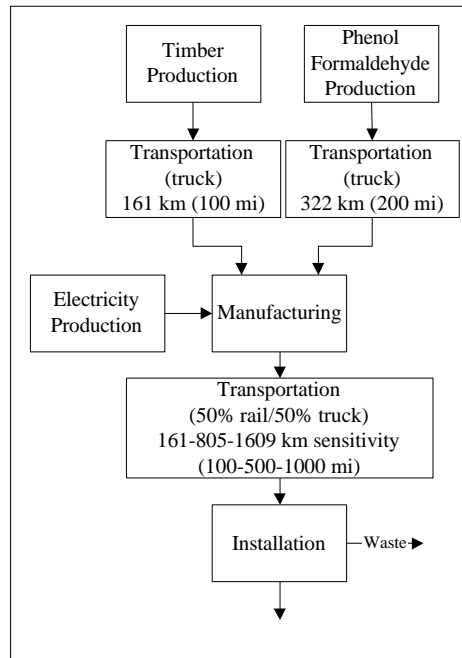 Timber
Production
Phenol
Formaldehyde
Production
Transportation
(truck)
161 km (100 mi)
Transportation
(truck)
322 km (200 mi)
Electricity
Production
Manufacturing
Transportation
(50% rail/50% truck)
161-805-1609 km sensitivity
(100-500-1000 mi)
Installation
Waste